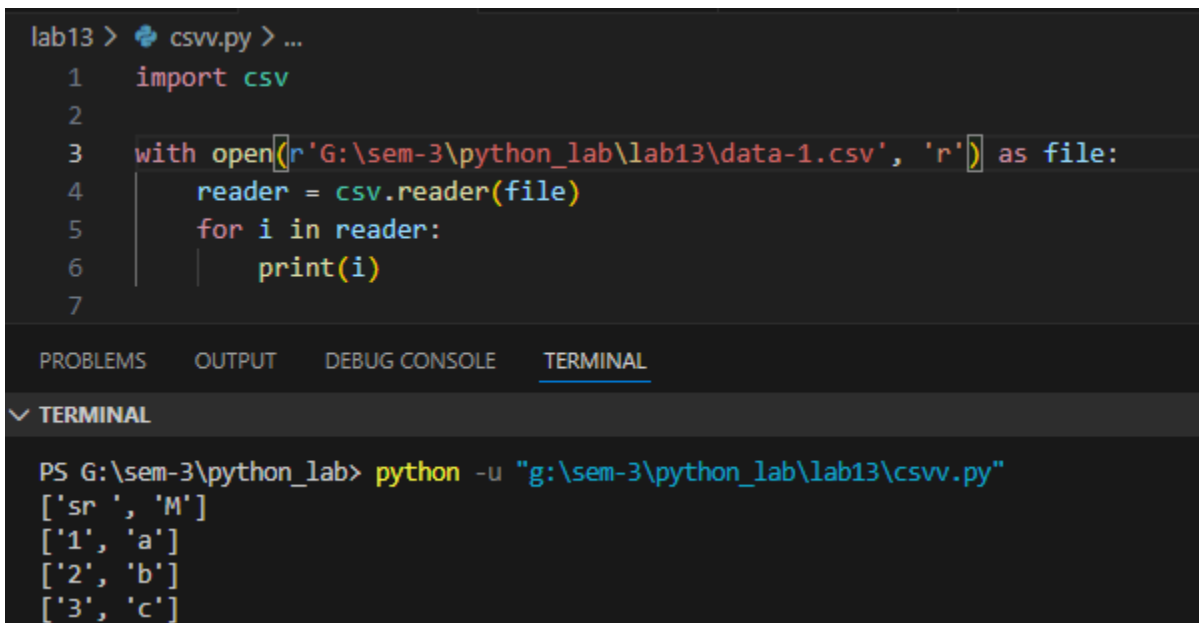 lab13 > csvv.py > ...
1 import csv
2
3 with open(r'G:\sem-3\python_lab\lab13\data-1.csv', 'r') as file:
4     reader = csv.reader(file)
5     for i in reader:
6         print(i)
7
PROBLEMS OUTPUT DEBUG CONSOLE TERMINAL
TERMINAL
PS G:\sem-3\python_lab> python -u "g:\sem-3\python_lab\lab13\csvv.py"
['sr ', 'M']
['1', 'a']
['2', 'b']
['3', 'c']